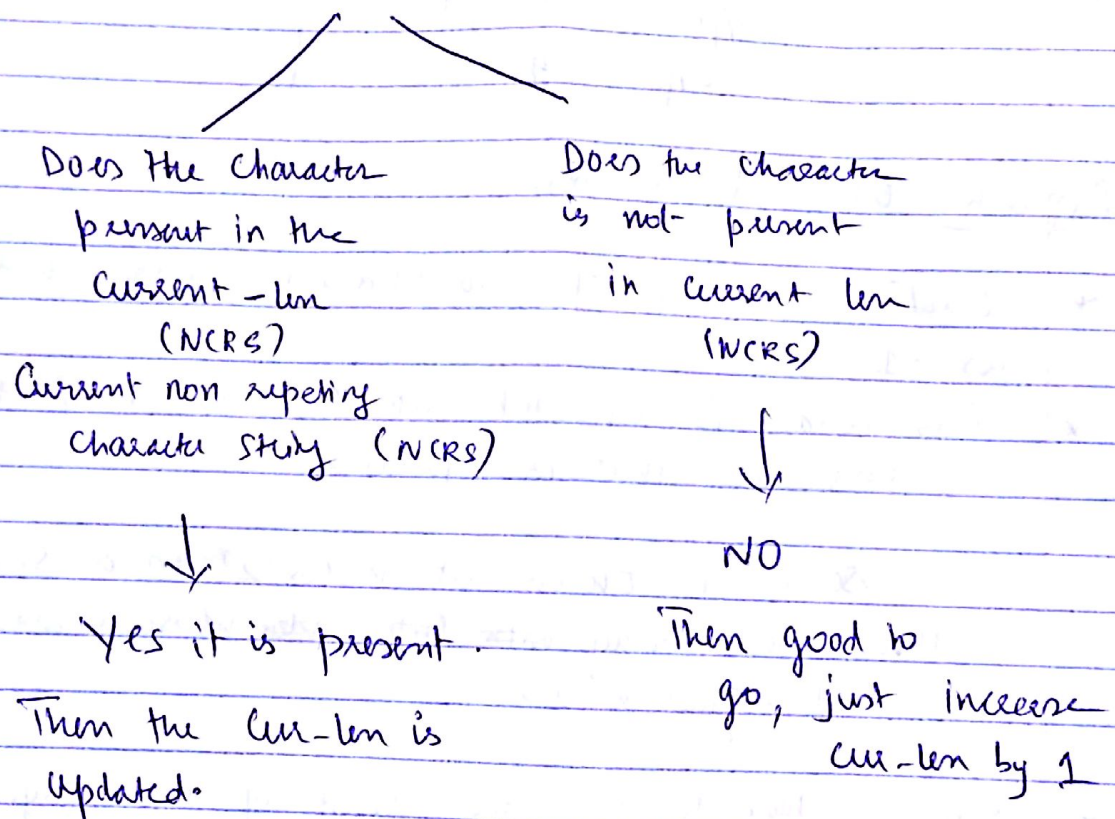 Does the Character
present in the
Current-len
(NCRS)
Current non repeting
Character String (NCRS)
Yes it is present.
Then the Cur-len is
Updated.
Does the character
is not present
in current len
(NCRS)
NO
Then good to
go, just increase
cur-len by 1